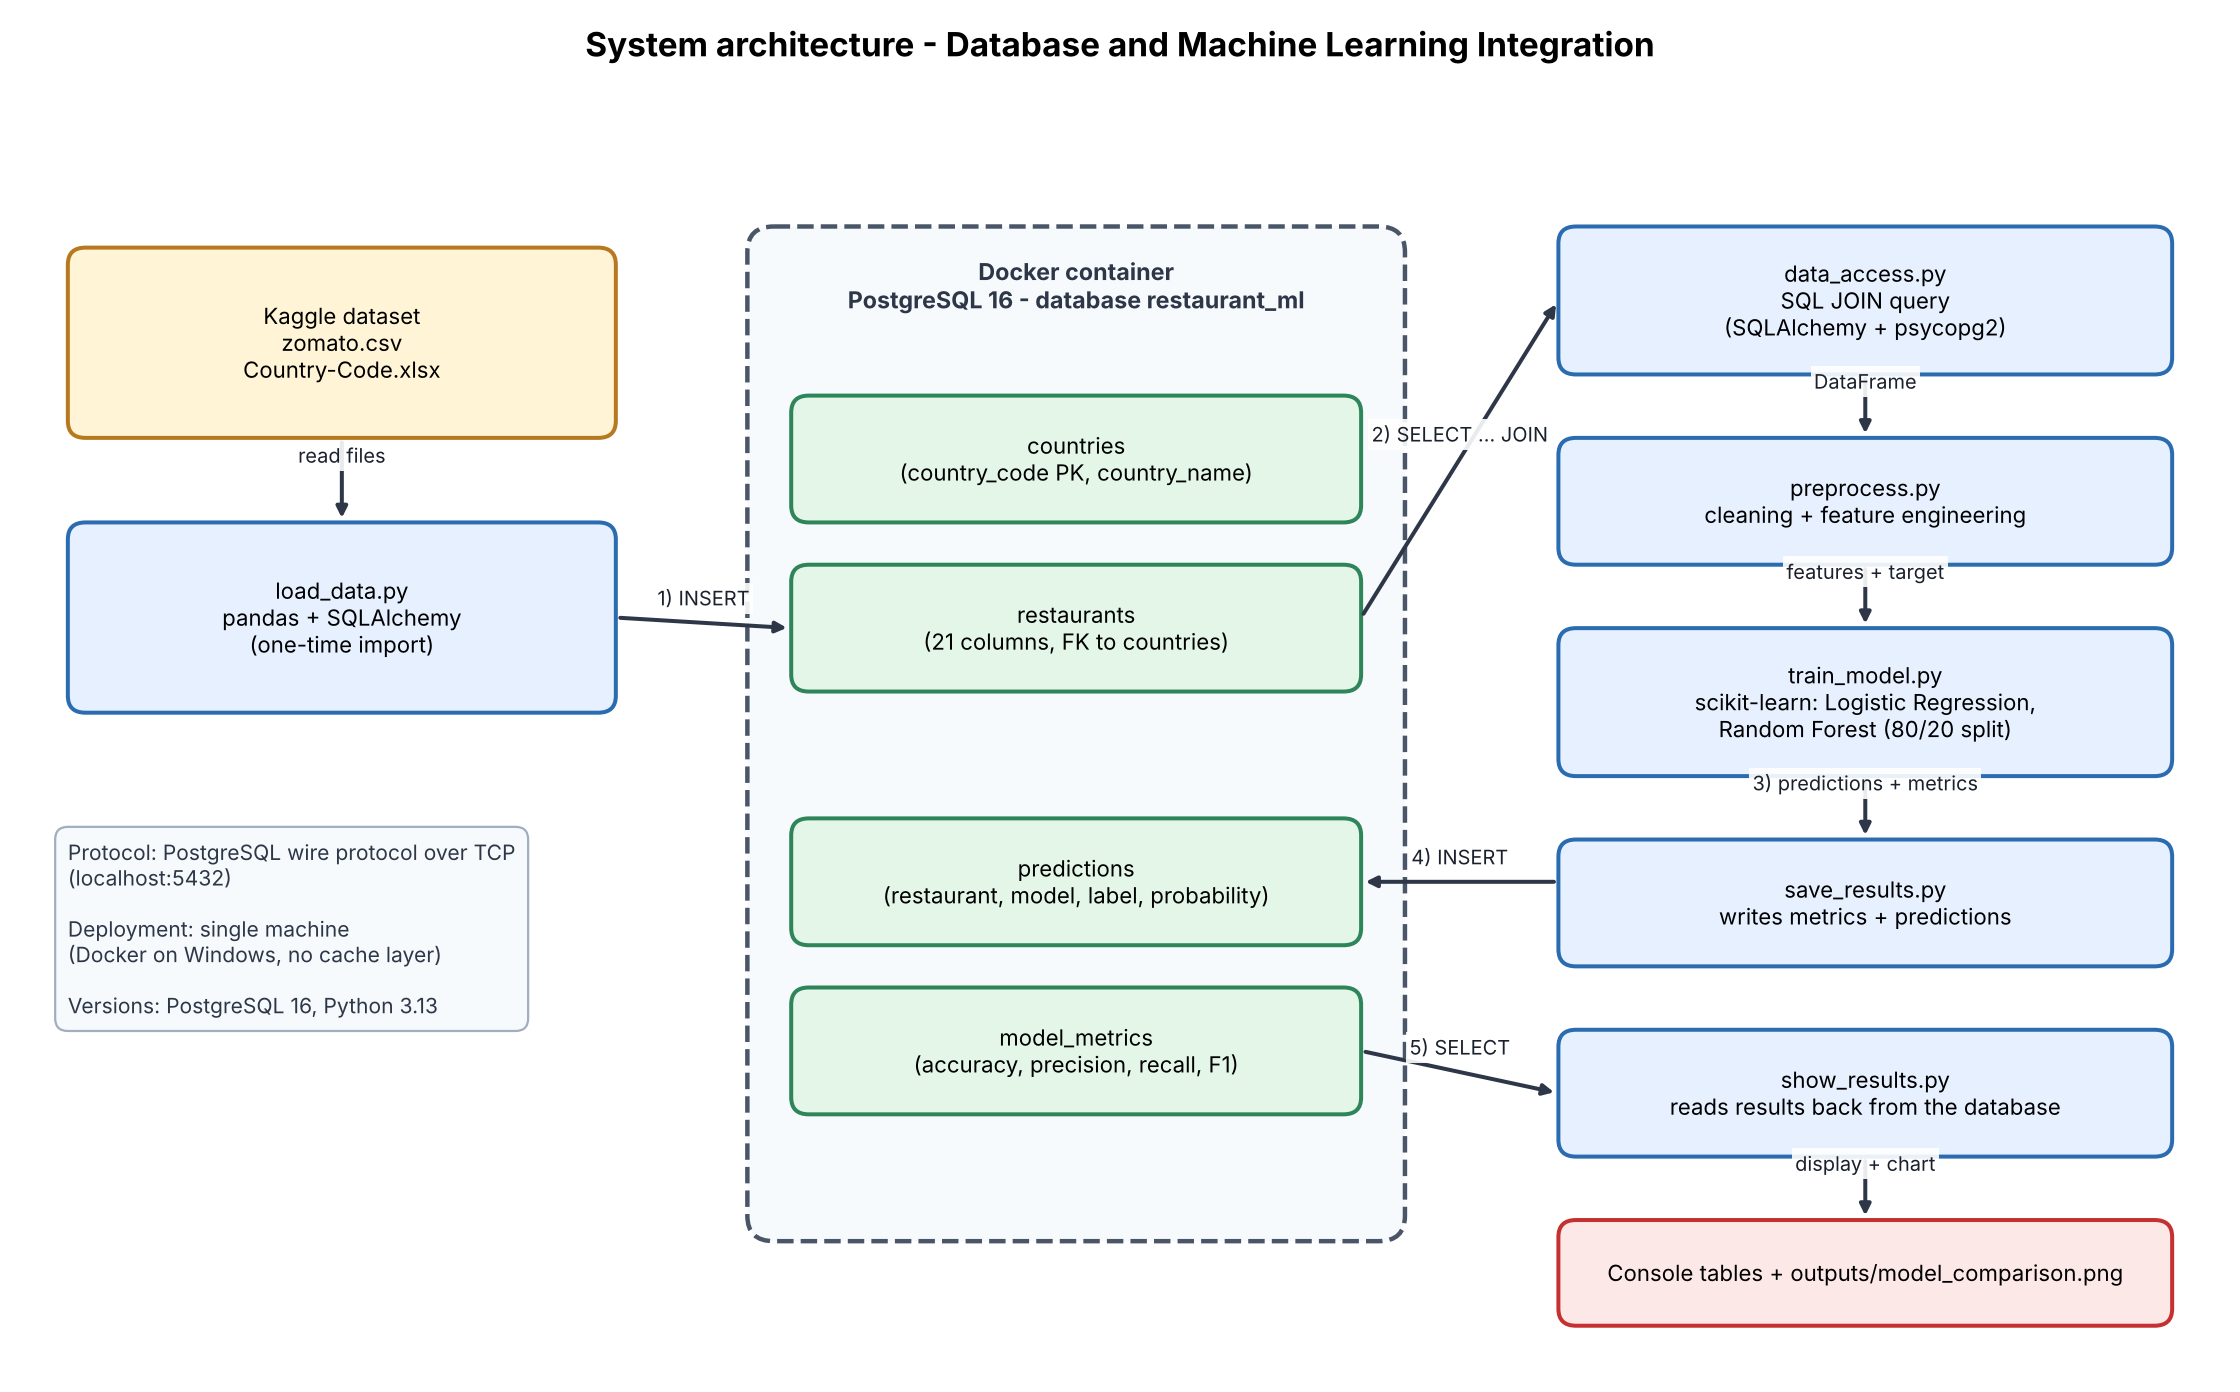 System architecture - Database and Machine Learning Integration
Kaggle dataset
zomato.csv
Country-Code.xlsx
read files
load_data.py
pandas + SQLAlchemy
(one-time import)
1) INSERT
Protocol: PostgreSQL wire protocol over TCP
(localhost:5432)
Deployment: single machine
(Docker on Windows, no cache layer)
Versions: PostgreSQL 16, Python 3.13
Docker container
PostgreSQL 16 - database restaurant_ml
countries
(country_code PK, country_name)
restaurants
(21 columns, FK to countries)
predictions
(restaurant, model, label, probability)
model_metrics
(accuracy, precision, recall, F1)
2) SELECT ... JOIN
data_access.py
SQL JOIN query
(SQLAlchemy + psycopg2)
DataFrame
preprocess.py
cleaning + feature engineering
features + target
train_model.py
scikit-learn: Logistic Regression,
Random Forest (80/20 split)
3) predictions + metrics
4) INSERT
save_results.py
writes metrics + predictions
5) SELECT
show_results.py
reads results back from the database
display + chart
Console tables + outputs/model_comparison.png